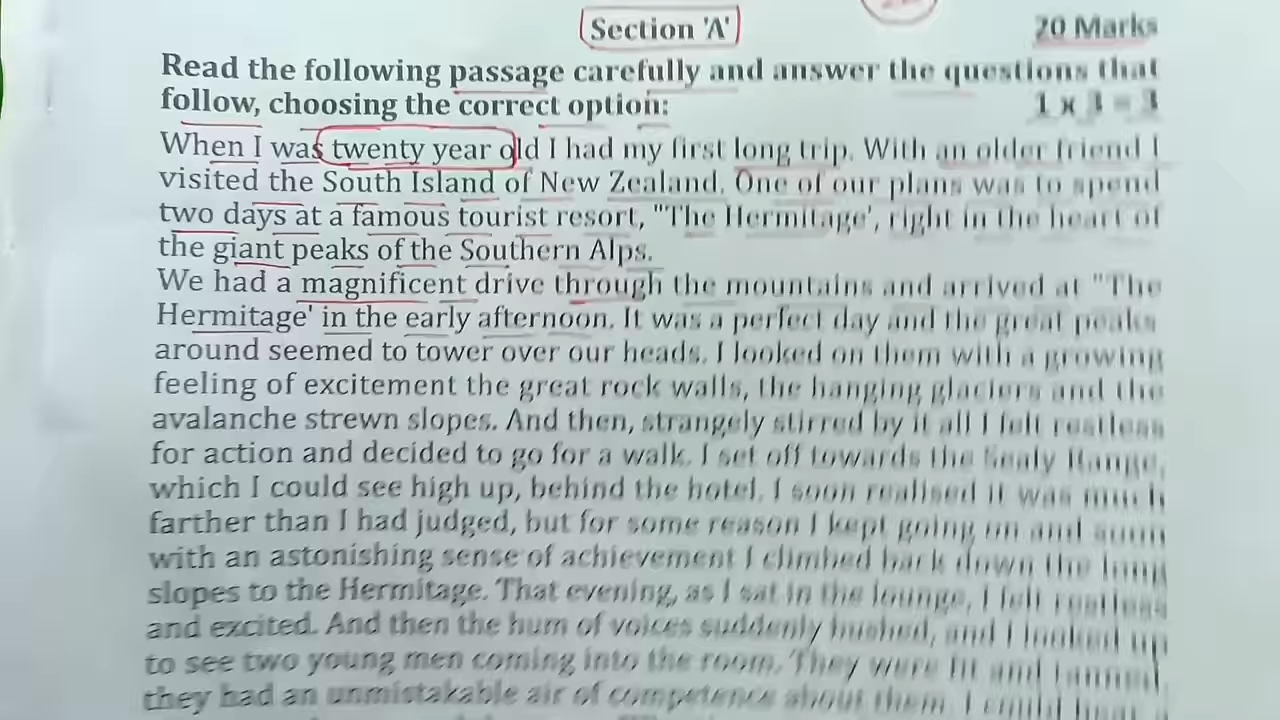 Section 'A'
20 Marks
Read the following passage carefully and answer the questions that
follow, choosing the correct option:
1 x 3 = 3
When I was twenty year old I had my first long trip. With an older friend I
visited the South Island of New Zealand. One of our plans was to spend
two days at a famous tourist resort, "The Hermitage', right in the heart of
the giant peaks of the Southern Alps.
We had a magnificent drive through the mountains and arrived at "The
Hermitage' in the early afternoon. It was a perfect day and the great peaks
around seemed to tower over our heads. I looked on them with a growing
feeling of excitement the great rock walls, the hanging glaciers and the
avalanche strewn slopes. And then, strangely stirred by it all I felt restless
for action and decided to go for a walk. I set off towards the Sealy Range,
which I could see high up, behind the hotel. I soon realised it was much
farther than I had judged, but for some reason I kept going on and soon
with an astonishing sense of achievement I climbed back down the long
slopes to the Hermitage. That evening, as I sat in the lounge, I felt restless
and excited. And then the hum of voices suddenly hushed, and I looked up
to see two young men coming into the room. They were fit and tanned,
they had an unmistakable air of competence about them. I could hear a